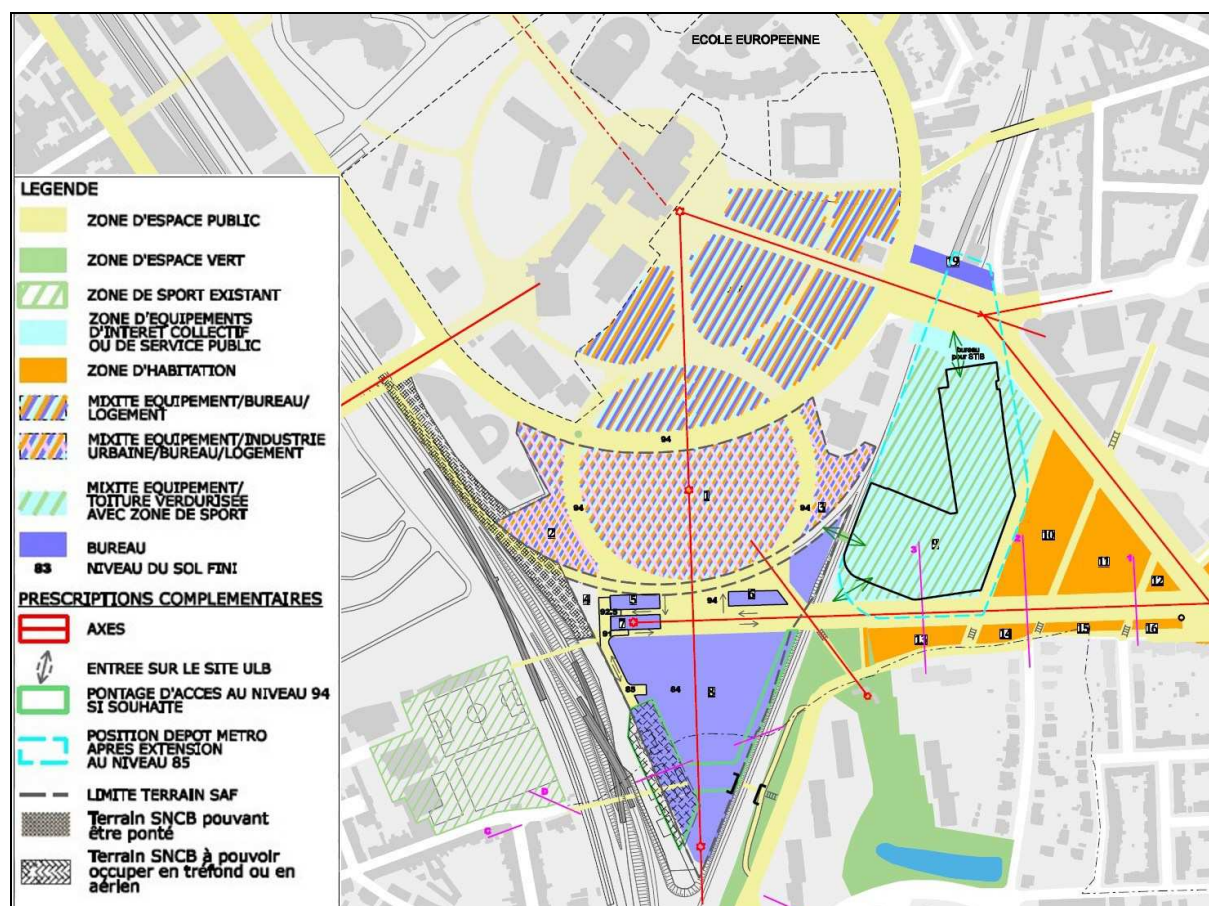 ECOLE EUROPEENNE
LEGENDE
ZONE D'ESPACE PUBLIC
ZONE D'ESPACE VERT
ZONE DE SPORT EXISTANT
ZONE D'EQUIPEMENTS
D'INTERET COLLECTIF
OU DE SERVICE PUBLIC
ZONE D'HABITATION
MIXITE EQUIPEMENT/BUREAU/
LOGEMENT
MIXITE EQUIPEMENT/INDUSTRIE
URBAINE/BUREAU/LOGEMENT
MIXITE EQUIPEMENT/
TOITURE VERDURISEE
AVEC ZONE DE SPORT
BUREAU
83 NIVEAU DU SOL FINI
PRESCRIPTIONS COMPLEMENTAIRES
AXES
ENTREE SUR LE SITE ULB
PONTAGE D'ACCES AU NIVEAU 94
SI SOUHAITE
POSITION DEPOT METRO
APRES EXTENSION
AU NIVEAU 85
LIMITE TERRAIN SAF
Terrain SNCB pouvant
être ponté
Terrain SNCB à pouvoir
occuper en tréfond ou en
aérien
9
bureau
pour STIB
94
1
94
94
3
2
3
2
1
10
11
12
4
5
6
94
7
91
13
14
15
16
85
84
8
D
C